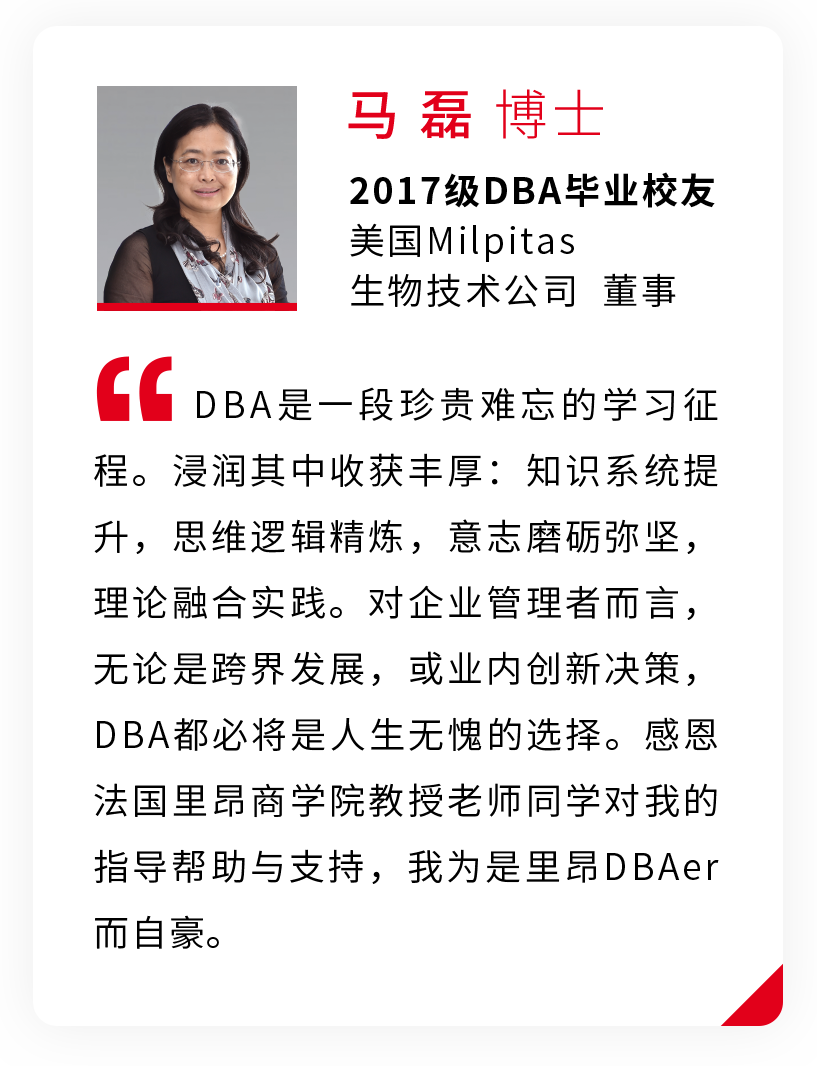 马 磊 博士
2017级DBA毕业校友
美国Milpitas
生物技术公司 董事
“ DBA是一段珍贵难忘的学习征
程。浸润其中收获丰厚：知识系统提
升，思维逻辑精炼，意志磨砺弥坚，
理论融合实践。对企业管理者而言，
无论是跨界发展，或业内创新决策，
DBA都必将是人生无愧的选择。感恩
法国里昂商学院教授老师同学对我的
指导帮助与支持，我为是里昂DBAer
而自豪。